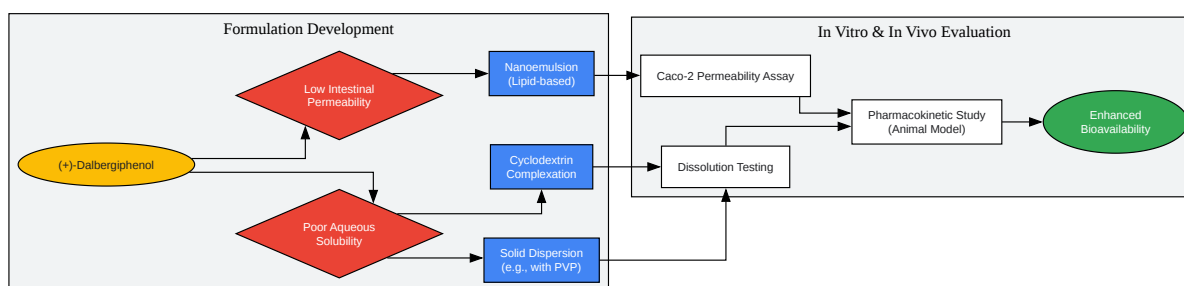 Formulation Development
In Vitro & In Vivo Evaluation
Low Intestinal
Permeability
Nanoemulsion
(Lipid-based)
Caco-2 Permeability Assay
Pharmacokinetic Study
(Animal Model)
Enhanced
Bioavailability
(+)-Dalbergiphenol
Cyclodextrin
Complexation
Dissolution Testing
Poor Aqueous
Solubility
Solid Dispersion
(e.g., with PVP)